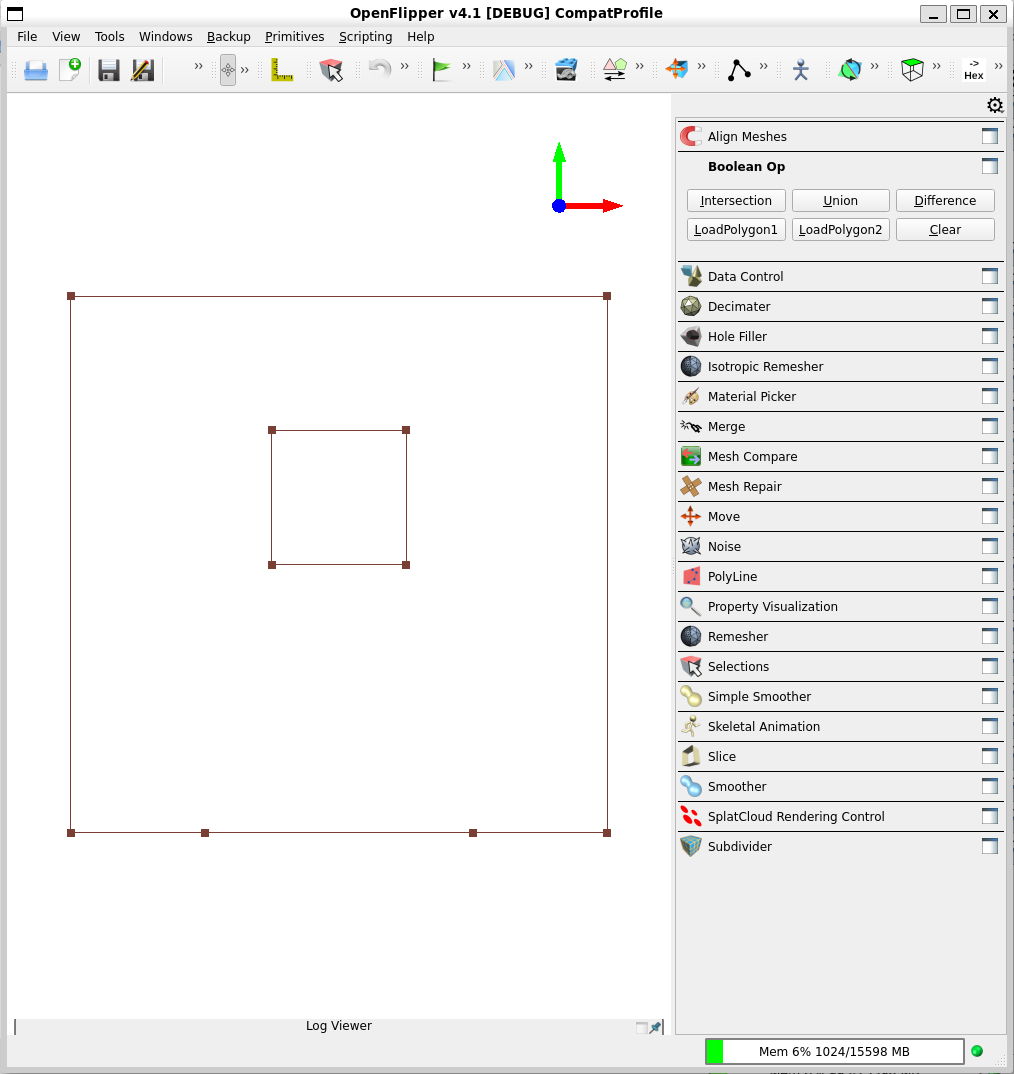 OpenFlipper v4.1 [DEBUG] CompatProfile
File View Tools Windows Backup Primitives Scripting Help
-> Hex
Align Meshes
Boolean Op
Intersection Union Difference
LoadPolygon1 LoadPolygon2 Clear
Data Control
Decimater
Hole Filler
Isotropic Remesher
Material Picker
Merge
Mesh Compare
Mesh Repair
Move
Noise
PolyLine
Property Visualization
Remesher
Selections
Simple Smoother
Skeletal Animation
Slice
Smoother
SplatCloud Rendering Control
Subdivider
Log Viewer
Mem 6% 1024/15598 MB